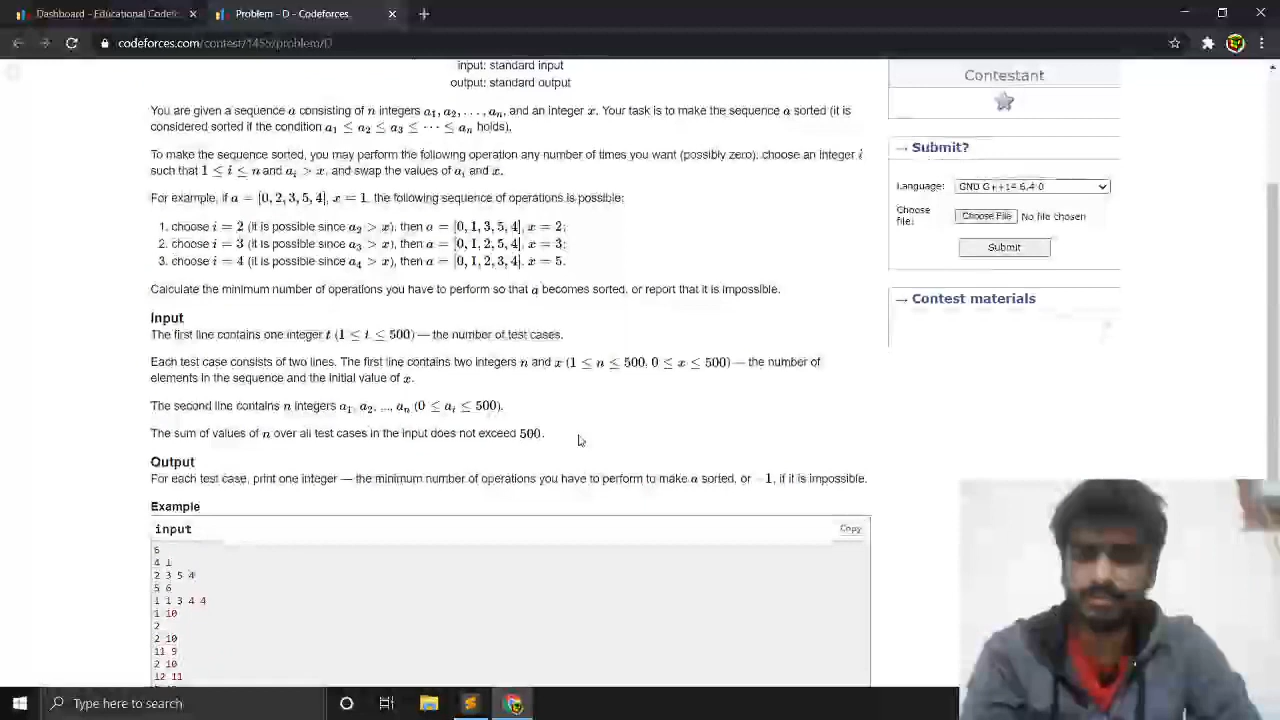 Dashboard - Educational Codef
Problem - D - Codeforces
codeforces.com/contest/1455/problem/D
input: standard input
output: standard output
You are given a sequence a consisting of n integers a1, a2, …, an, and an integer x. Your task is to make the sequence a sorted (it is
considered sorted if the condition a1 ≤ a2 ≤ a3 ≤ ⋯ ≤ an holds).
To make the sequence sorted, you may perform the following operation any number of times you want (possibly zero): choose an integer i
such that 1 ≤ i ≤ n and ai > x, and swap the values of ai and x.
For example, if a = [0, 2, 3, 5, 4], x = 1, the following sequence of operations is possible:
1. choose i = 2 (it is possible since a2 > x), then a = [0, 1, 3, 5, 4], x = 2;
2. choose i = 3 (it is possible since a3 > x), then a = [0, 1, 2, 5, 4], x = 3;
3. choose i = 4 (it is possible since a4 > x), then a = [0, 1, 2, 3, 4], x = 5.
Calculate the minimum number of operations you have to perform so that a becomes sorted, or report that it is impossible.
Input
The first line contains one integer t (1 ≤ t ≤ 500) — the number of test cases.
Each test case consists of two lines. The first line contains two integers n and x (1 ≤ n ≤ 500, 0 ≤ x ≤ 500) — the number of
elements in the sequence and the initial value of x.
The second line contains n integers a1, a2, ..., an (0 ≤ ai ≤ 500).
The sum of values of n over all test cases in the input does not exceed 500.
Output
For each test case, print one integer — the minimum number of operations you have to perform to make a sorted, or −1, if it is impossible.
Example
input
Copy
6
4 1
2 3 5 4
5 6
1 1 3 4 4
1 10
2
2 10
11 9
2 10
12 11
Contestant
→ Submit?
Language:
GNU G++14 6.4.0
Choose
file:
Choose File No file chosen
Submit
→ Contest materials
Type here to search